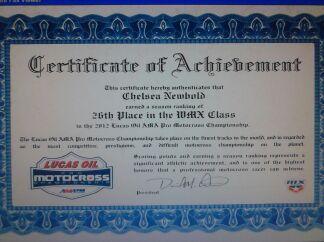 Certificate of Achievement
This certificate hereby authenticates that
Chelsea Newbold
earned a season ranking of
26th Place in the WMX Class
in the 2012 Lucas Oil AMA Pro Motocross Championship.
The Lucas Oil AMA Pro Motocross Championship takes place on the finest tracks in the world, and is regarded
as the most competitive, prestigious, and difficult motocross championship on the planet.
Scoring points and earning a season ranking represents a
significant athletic achievement, and is one of the highest
honors that a professional motocross racer can achieve.
LUCAS OIL
PRO
MOTOCROSS
CHAMPIONSHIP
President
MX